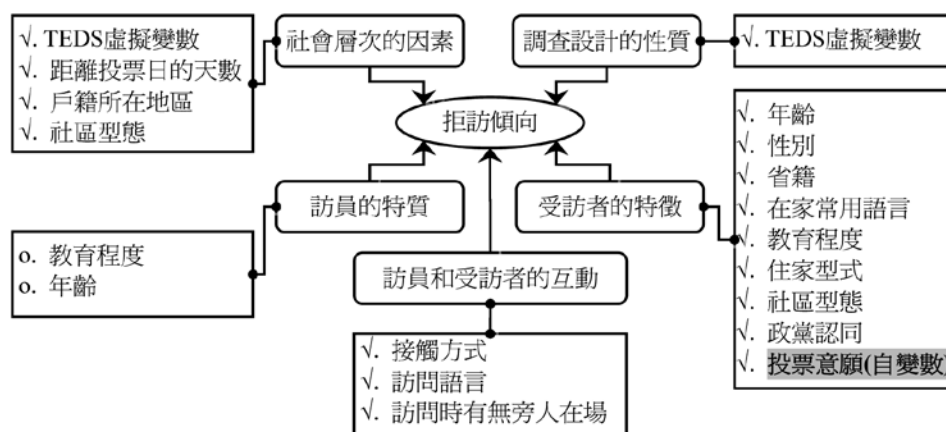 √. TEDS虛擬變數
√. 距離投票日的天數
√. 戶籍所在地區
√. 社區型態
社會層次的因素
調查設計的性質
√. TEDS虛擬變數
拒訪傾向
訪員的特質
受訪者的特徵
o. 教育程度
o. 年齡
訪員和受訪者的互動
√. 接觸方式
√. 訪問語言
√. 訪問時有無旁人在場
√. 年齡
√. 性別
√. 省籍
√. 在家常用語言
√. 教育程度
√. 住家型式
√. 社區型態
√. 政黨認同
√. 投票意願(自變數)